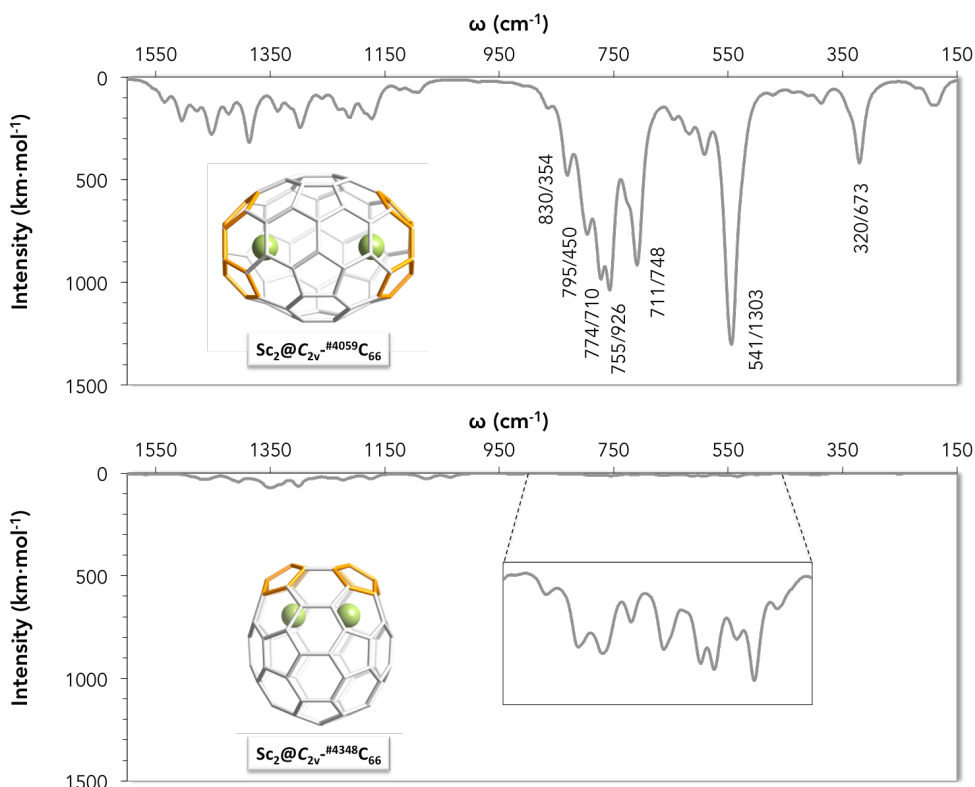 ω (cm-1)
1550 1350 1150 950 750 550 350 150
Intensity (km·mol-1)
0
500
1000
1500
830/354
795/450
774/710
755/926
711/748
541/1303
320/673
Sc2@C2v-#4059C66
ω (cm-1)
1550 1350 1150 950 750 550 350 150
Intensity (km·mol-1)
0
500
1000
1500
Sc2@C2v-#4348C66